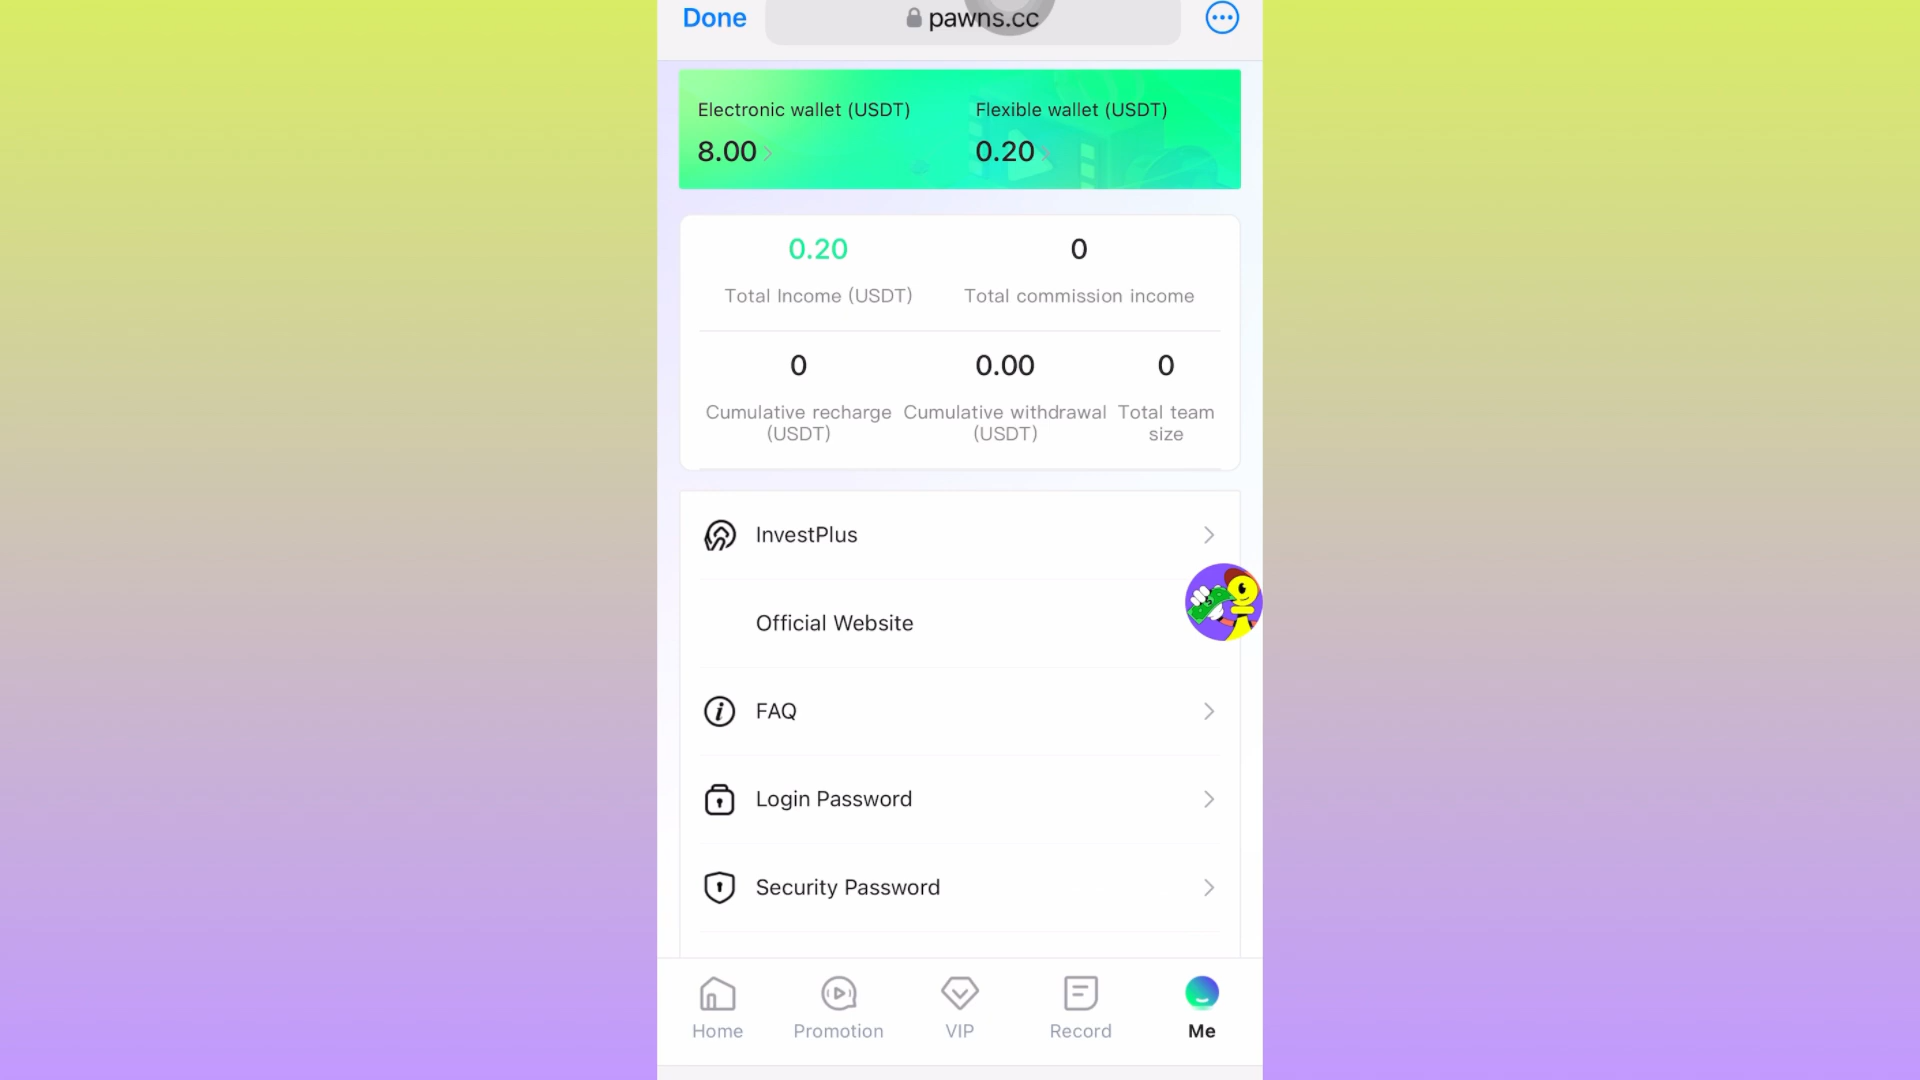 Done
pawns.cc
Electronic wallet (USDT)
Flexible wallet (USDT)
8.00
0.20
0.20
0
Total Income (USDT)
Total commission income
0
0.00
0
Cumulative recharge (USDT)
Cumulative withdrawal (USDT)
Total team size
InvestPlus
Official Website
FAQ
Login Password
Security Password
Home
Promotion
VIP
Record
Me